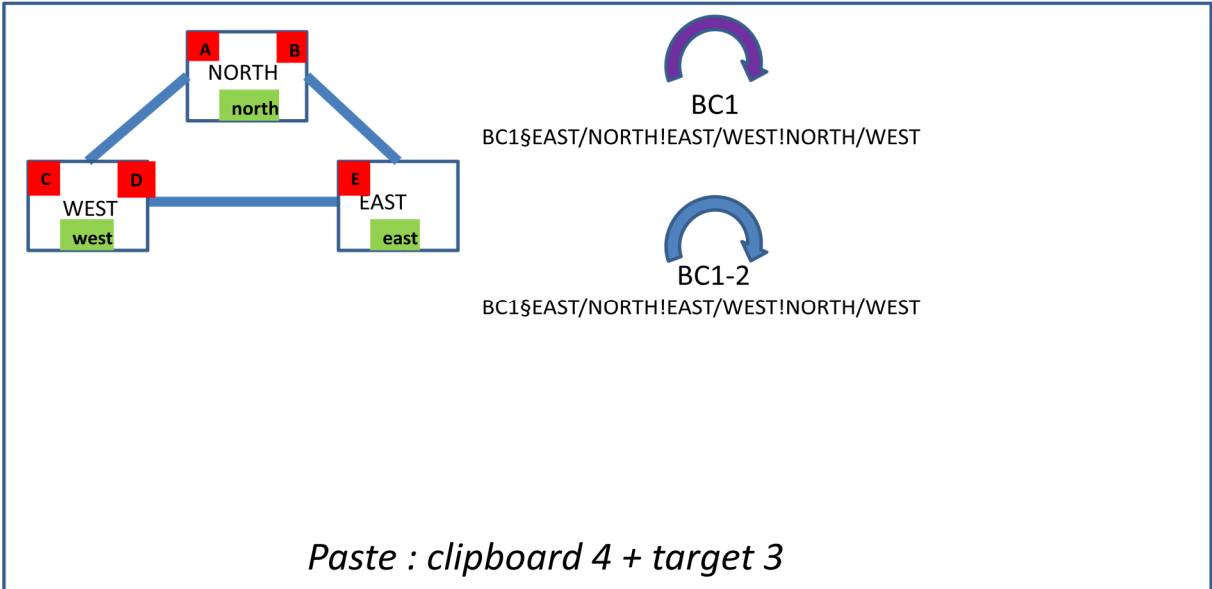 A B
NORTH
north
C D
WEST
west
E
EAST
east
BC1
BC1§EAST/NORTH!EAST/WEST!NORTH/WEST
BC1-2
BC1§EAST/NORTH!EAST/WEST!NORTH/WEST
Paste : clipboard 4 + target 3